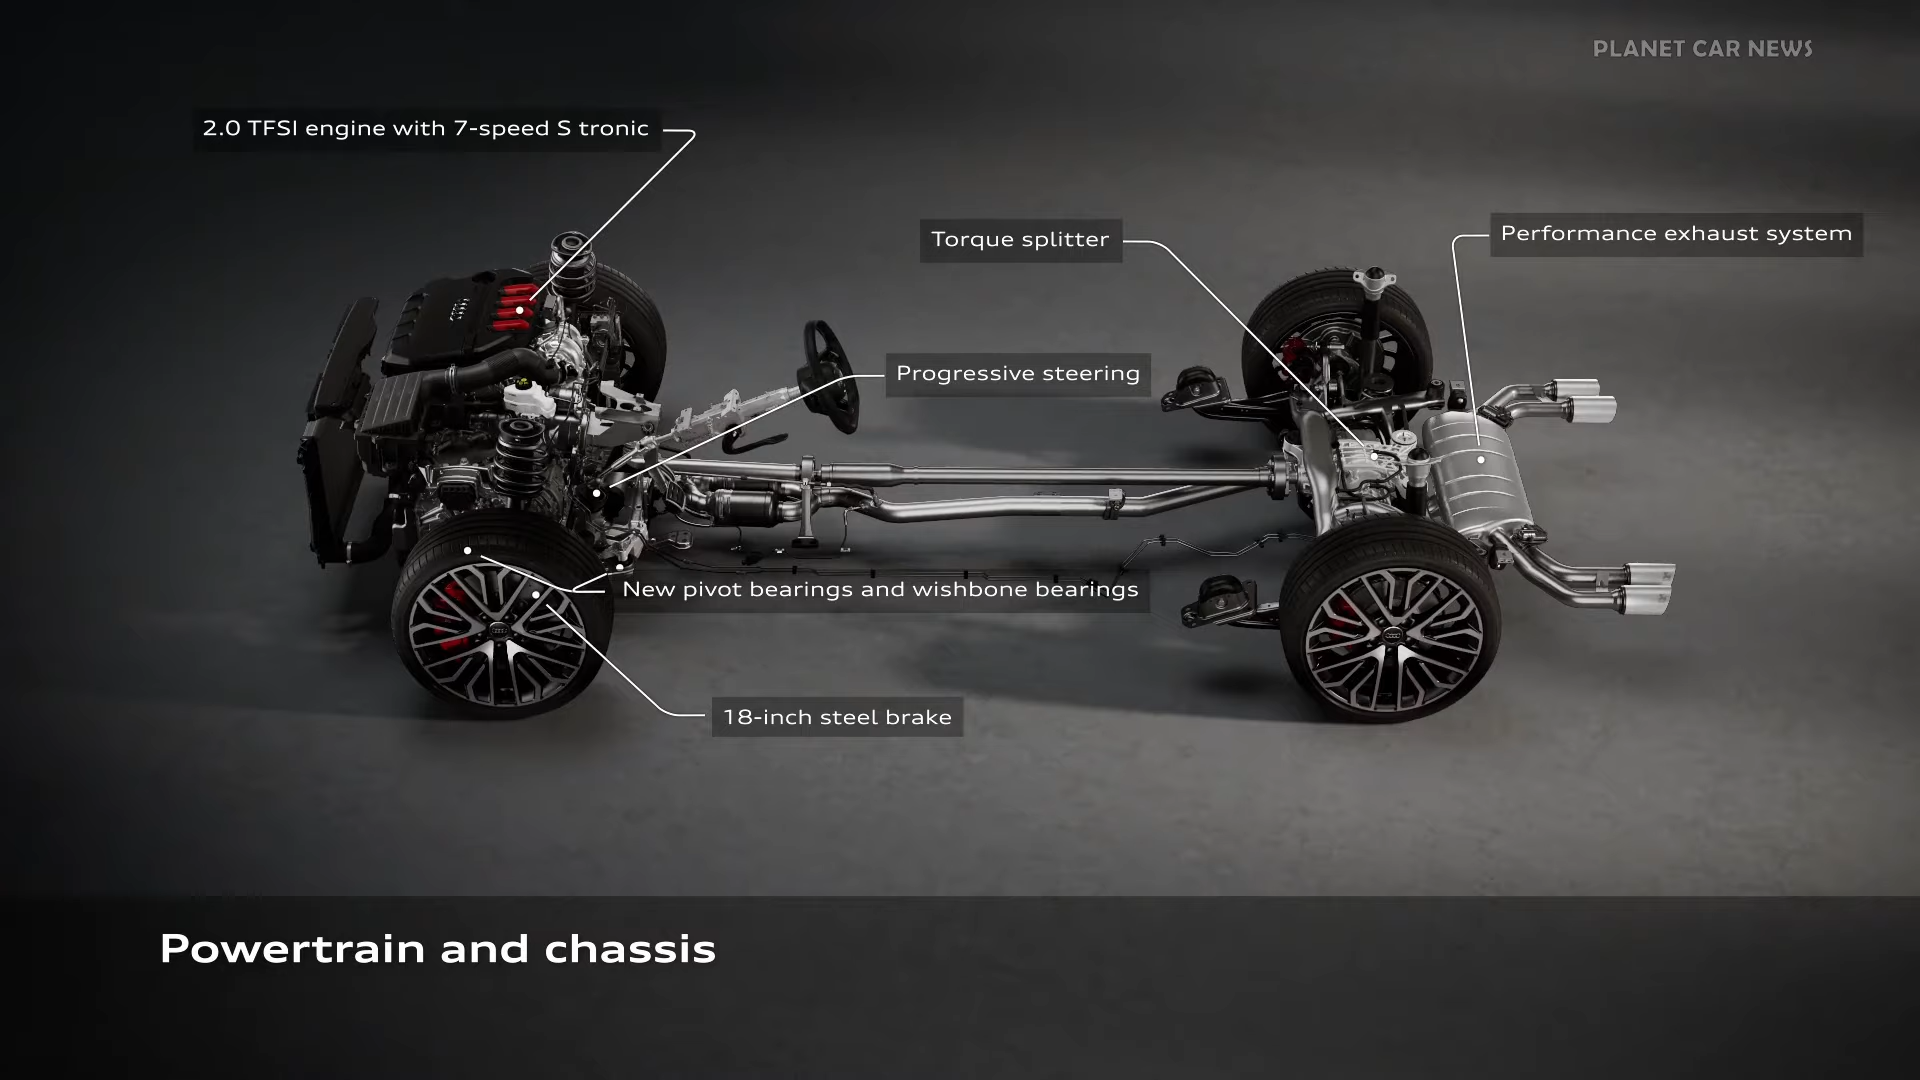 PLANET CAR NEWS
2.0 TFSI engine with 7-speed S tronic
Torque splitter
Performance exhaust system
Progressive steering
New pivot bearings and wishbone bearings
18-inch steel brake
Powertrain and chassis